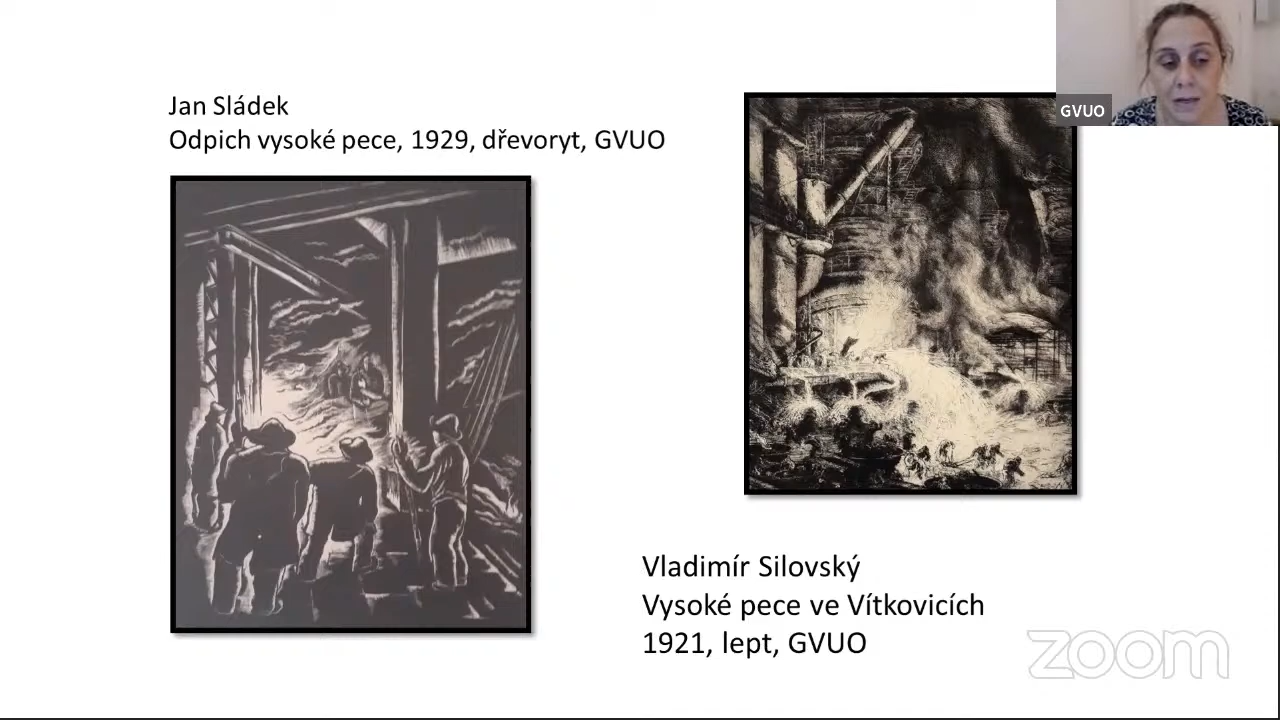 Jan Sládek
Odpich vysoké pece, 1929, dřevoryt, GVUO
GVUO
Vladimír Silovský
Vysoké pece ve Vítkovicích
1921, lept, GVUO
zoom